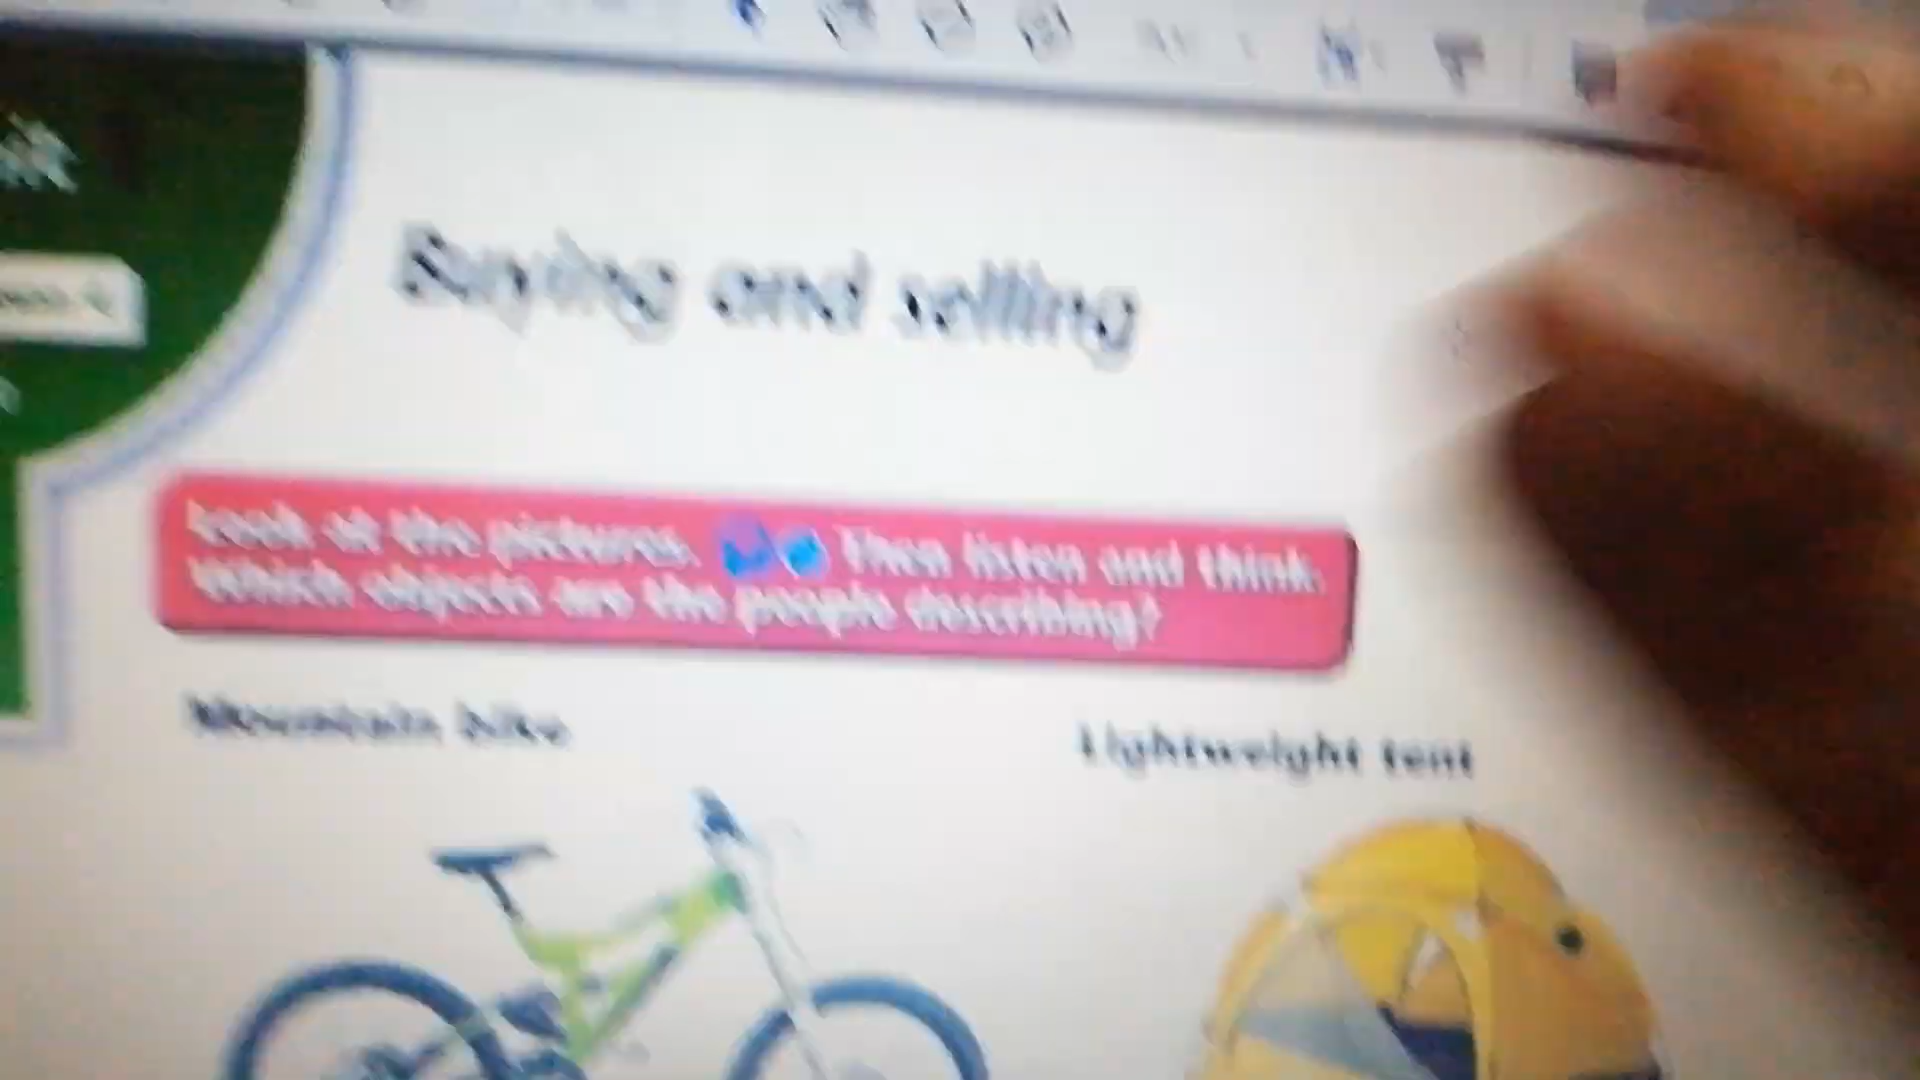 Buying and selling
Look at the pictures. Then listen and think.
Which objects are the people describing?
Mountain bike
Lightweight tent